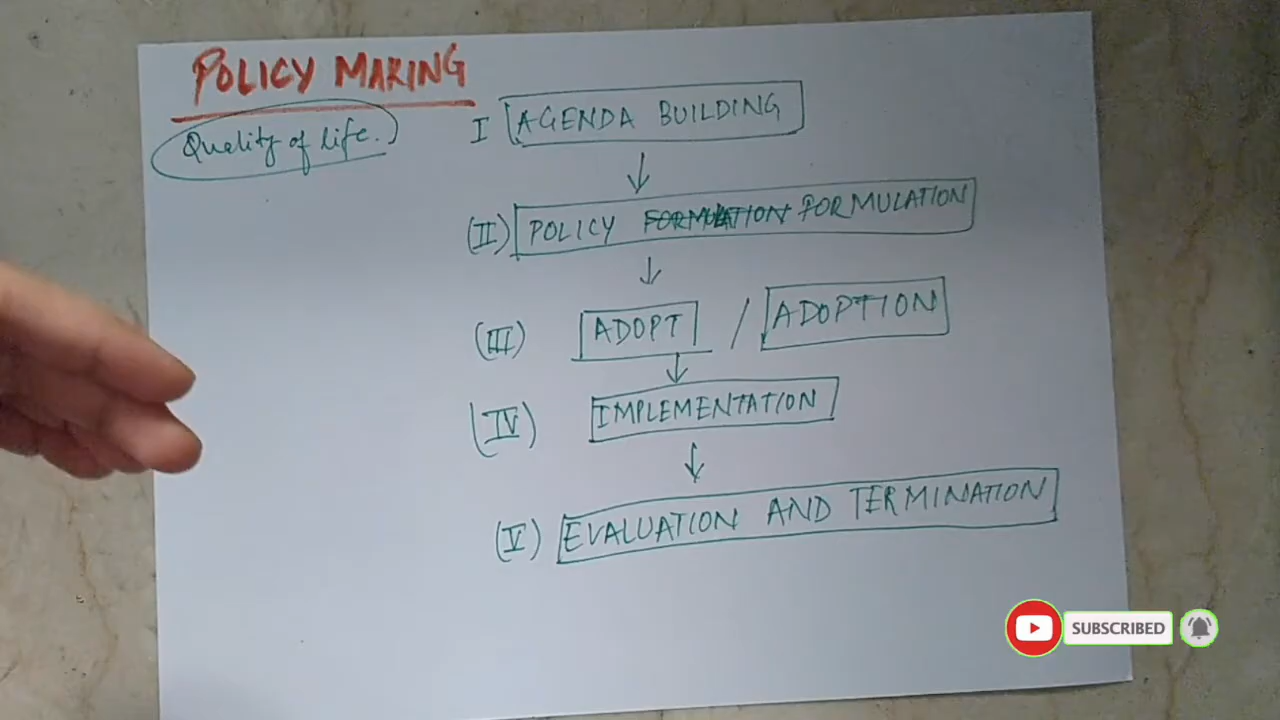 POLICY MAKING
Quality of life.
I AGENDA BUILDING
(II) POLICY FORMULATION FORMULATION
(III) ADOPT / ADOPTION
(IV) IMPLEMENTATION
(V) EVALUATION AND TERMINATION
SUBSCRIBED